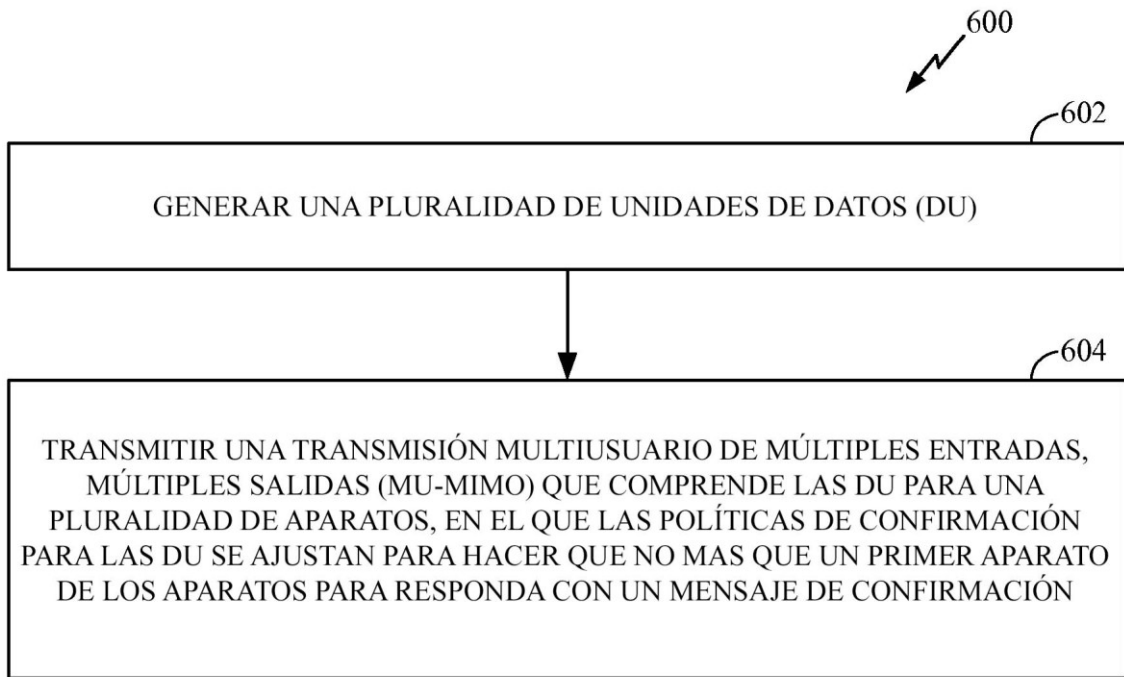 600
602
GENERAR UNA PLURALIDAD DE UNIDADES DE DATOS (DU)
604
TRANSMITIR UNA TRANSMISIÓN MULTIUSUARIO DE MÚLTIPLES ENTRADAS,
MÚLTIPLES SALIDAS (MU-MIMO) QUE COMPRENDE LAS DU PARA UNA
PLURALIDAD DE APARATOS, EN EL QUE LAS POLÍTICAS DE CONFIRMACIÓN
PARA LAS DU SE AJUSTAN PARA HACER QUE NO MAS QUE UN PRIMER APARATO
DE LOS APARATOS PARA RESPONDA CON UN MENSAJE DE CONFIRMACIÓN